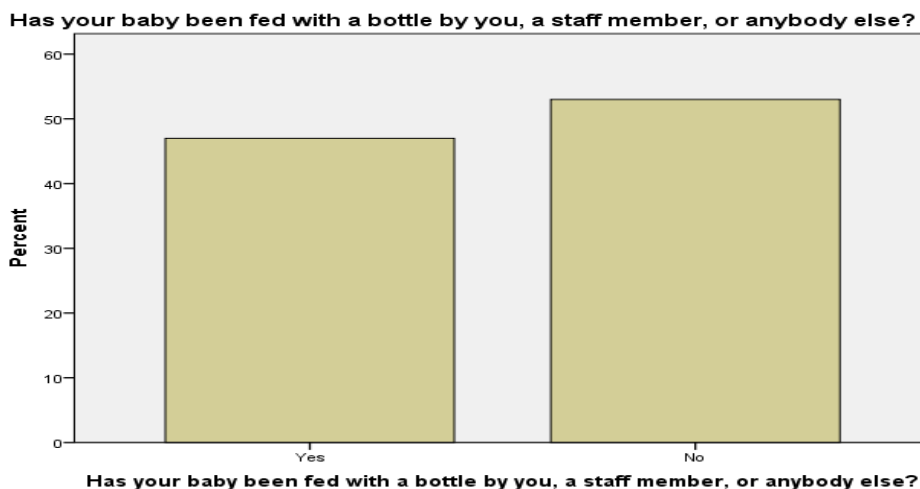 Has your baby been fed with a bottle by you, a staff member, or anybody else?
60
50
40
30
20
10
0
Percent
Yes No
Has your baby been fed with a bottle by you, a staff member, or anybody else?